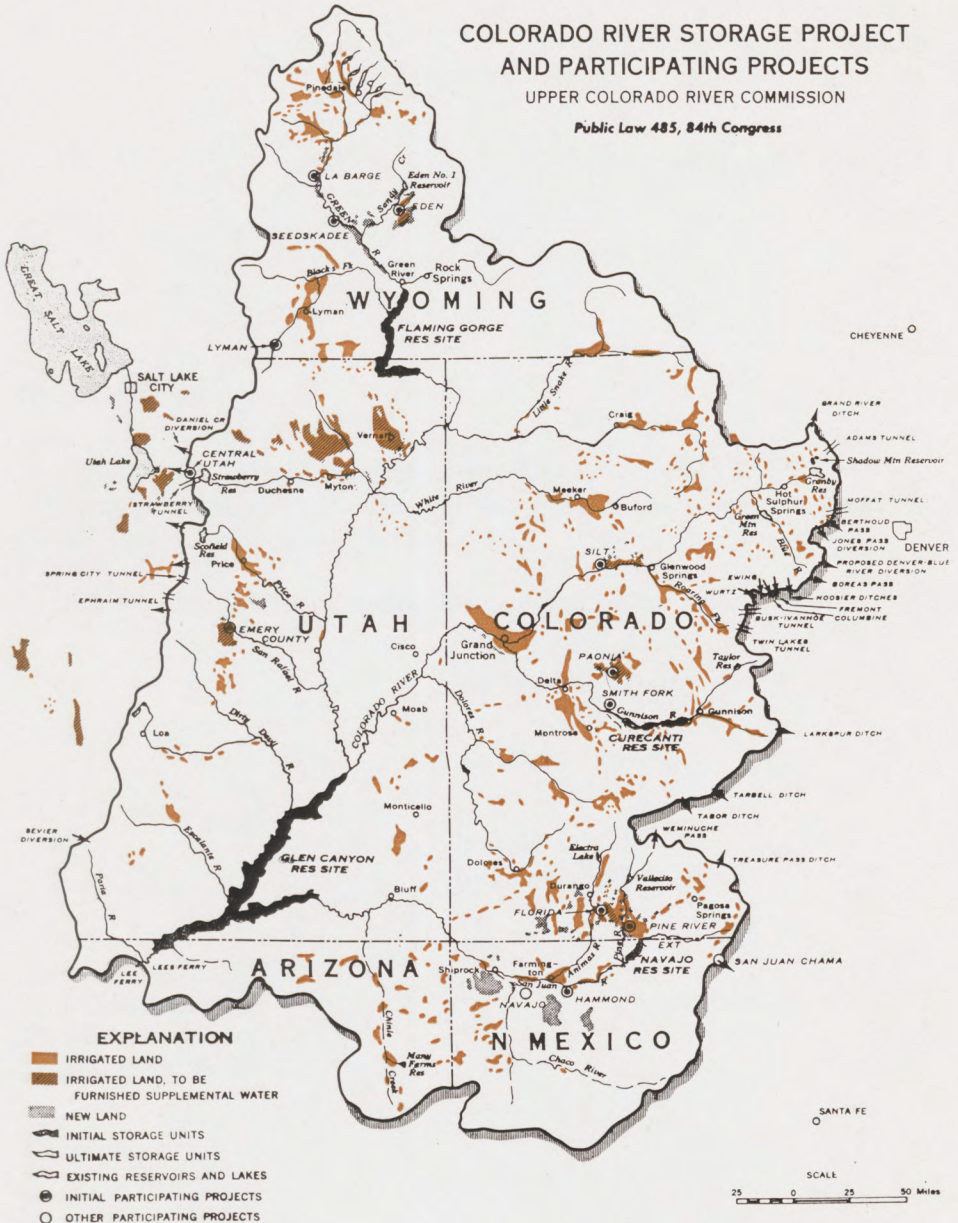 COLORADO RIVER STORAGE PROJECT
AND PARTICIPATING PROJECTS
UPPER COLORADO RIVER COMMISSION
Public Law 485, 84th Congress
Pinedale
LA BARGE
Eden No. 1
Reservoir
Sandy Cr
GREEN R
EDEN
SEEDSKADEE
Green
River
Rock
Springs
Blacks Fk
WYOMING
Lyman
FLAMING GORGE
RES SITE
LYMAN
CHEYENNE
GREAT
SALT
LAKE
SALT LAKE
CITY
Little Snake R
GRAND RIVER
DITCH
DANIEL CR
DIVERSION
Craig
ADAMS TUNNEL
Vernal
Shadow Mtn Reservoir
CENTRAL
UTAH
Utah Lake
Strawberry
Res
Granby
Res
Duchesne
Myton
White River
Meeker
Buford
Hot
Sulphur
Springs
MOFFAT TUNNEL
STRAWBERRY
TUNNEL
Green
Mtn
Res
Blue R
BERTHOUD
PASS
DENVER
JONES PASS
DIVERSION
Scofield
Res
Price
SILT
Glenwood
Springs
PROPOSED DENVER-BLUE
RIVER DIVERSION
SPRING CITY TUNNEL
Price R
Roaring Fk
EWING
WURTZ
BOREAS PASS
HOOSIER DITCHES
FREMONT
COLUMBINE
EPHRAIM TUNNEL
BUSK-IVANHOE
TUNNEL
UTAH
COLORADO
EMERY
COUNTY
San Rafael R
Cisco
Grand
Junction
TWIN LAKES
TUNNEL
PAONIA
Taylor
Res
Delta
SMITH FORK
COLORADO RIVER
Dolores R
Moab
Gunnison R
Gunnison
Loa
Dirty Devil R
Montrose
CURECANTI
RES SITE
LARKSPUR DITCH
Monticello
TARBELL DITCH
TABOR DITCH
SEVIER
DIVERSION
Escalante R
WEMINUCHE
PASS
Electra
Lake
GLEN CANYON
RES SITE
Dolores
TREASURE PASS DITCH
Vallecito
Reservoir
Paria R
Durango
Bluff
Pagosa
Springs
FLORIDA
PINE RIVER
EXT
LEES FERRY
LEE
FERRY
Animas R
Pine R
NAVAJO
RES SITE
SAN JUAN CHAMA
ARIZONA
Shiprock
Farming-
ton
San Juan R
NAVAJO
HAMMOND
N MEXICO
Chinle Creek
Many
Farms
Res
Chaco River
EXPLANATION
IRRIGATED LAND
IRRIGATED LAND, TO BE
FURNISHED SUPPLEMENTAL WATER
NEW LAND
INITIAL STORAGE UNITS
ULTIMATE STORAGE UNITS
EXISTING RESERVOIRS AND LAKES
INITIAL PARTICIPATING PROJECTS
OTHER PARTICIPATING PROJECTS
SANTA FE
SCALE
25 0 25 50 Miles